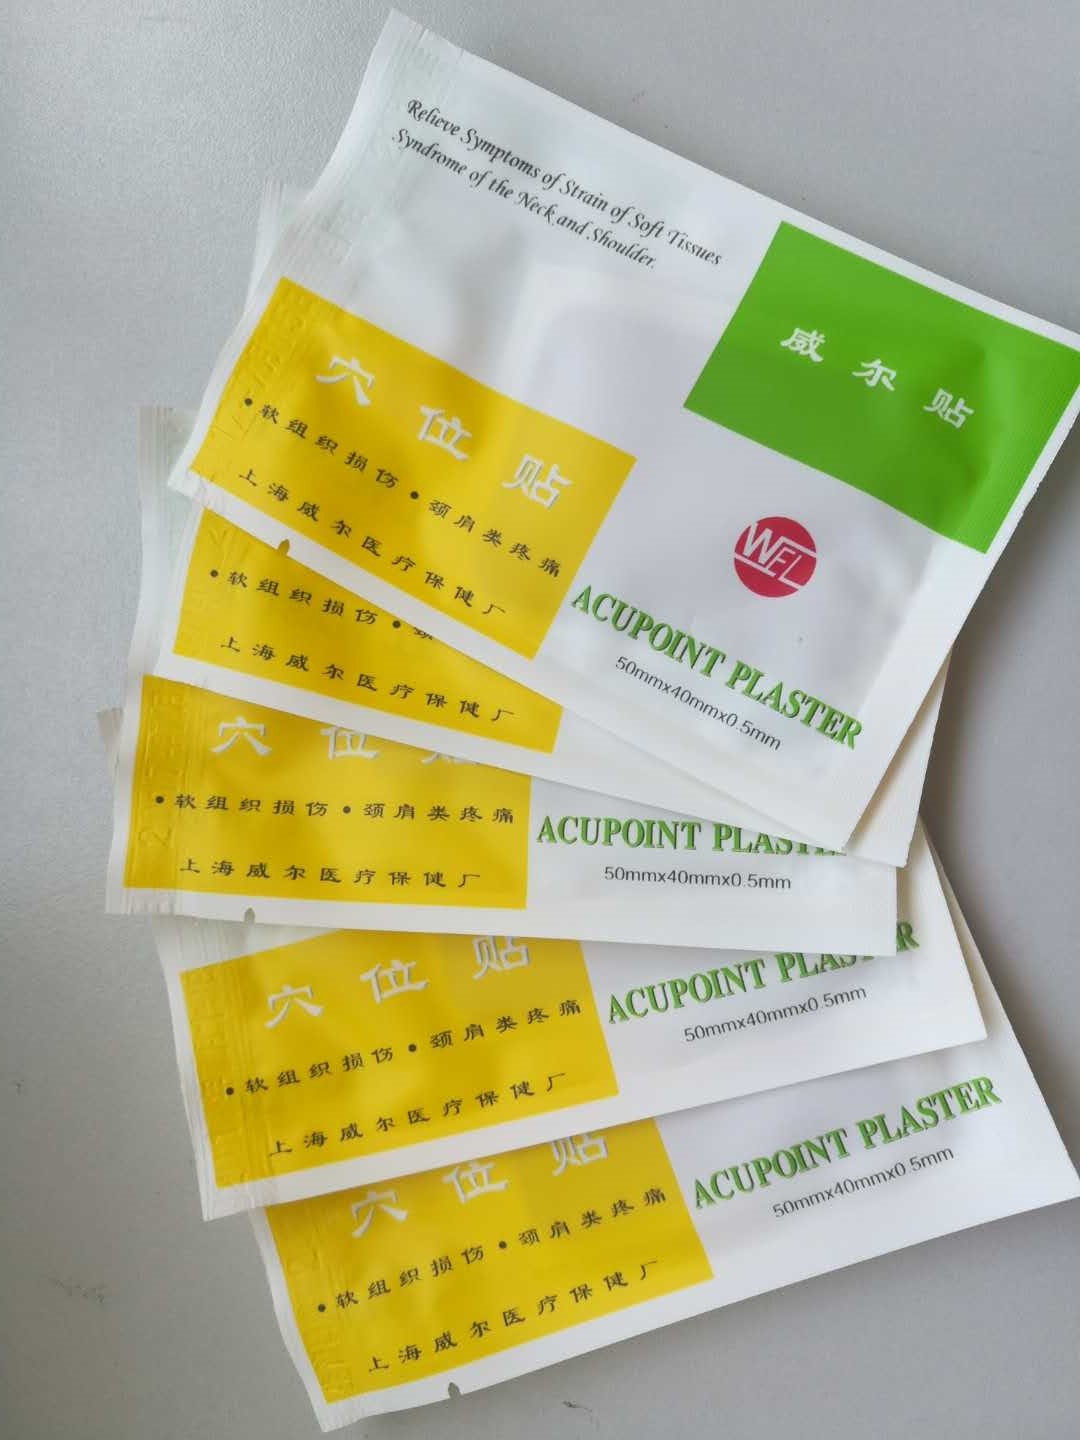 Relieve Symptoms of Strain of Soft Tissues
Syndrome of the Neck and Shoulder.
威尔贴
穴位贴
•软组织损伤•颈肩类疼痛
上海威尔医疗保健厂
WEL
ACUPOINT PLASTER
50mmx40mmx0.5mm
•软组织损伤•
上海威尔医疗保健厂
穴位贴
•软组织损伤•颈肩类疼痛
上海威尔医疗保健厂
ACUPOINT PLASTER
50mmx40mmx0.5mm
穴位贴
•软组织损伤•颈肩类疼痛
上海威尔医疗保健厂
ACUPOINT PLASTER
50mmx40mmx0.5mm
穴位贴
•软组织损伤•颈肩类疼痛
上海威尔医疗保健厂
ACUPOINT PLASTER
50mmx40mmx0.5mm